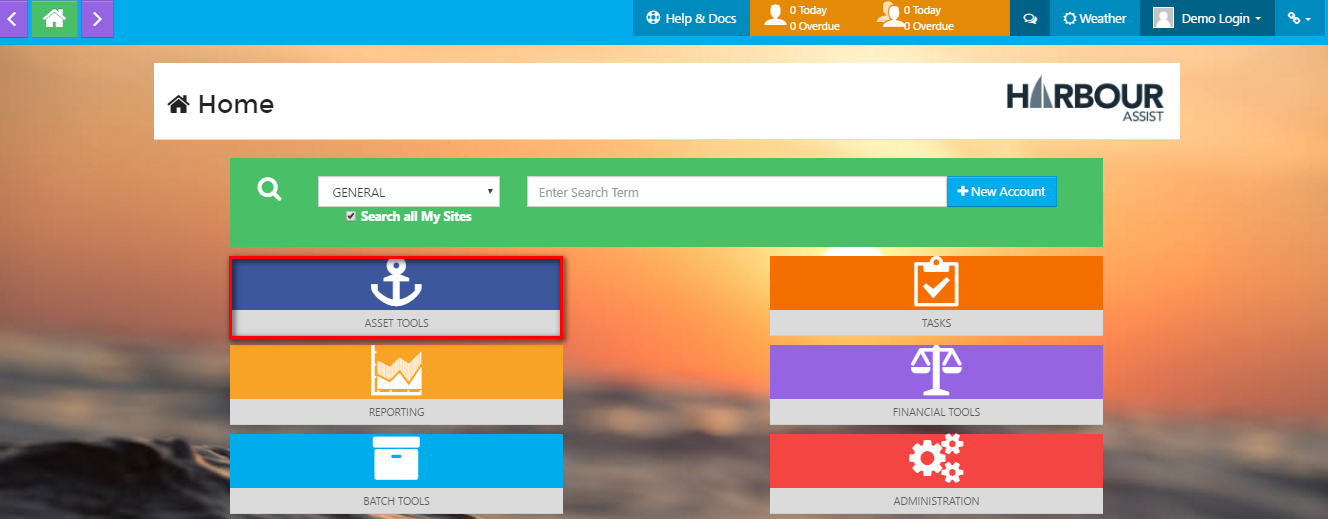 Help & Docs
0 Today
0 Overdue
0 Today
0 Overdue
Weather
Demo Login
Home
HARBOUR
ASSIST
GENERAL
Enter Search Term
New Account
Search all My Sites
ASSET TOOLS
TASKS
REPORTING
FINANCIAL TOOLS
BATCH TOOLS
ADMINISTRATION